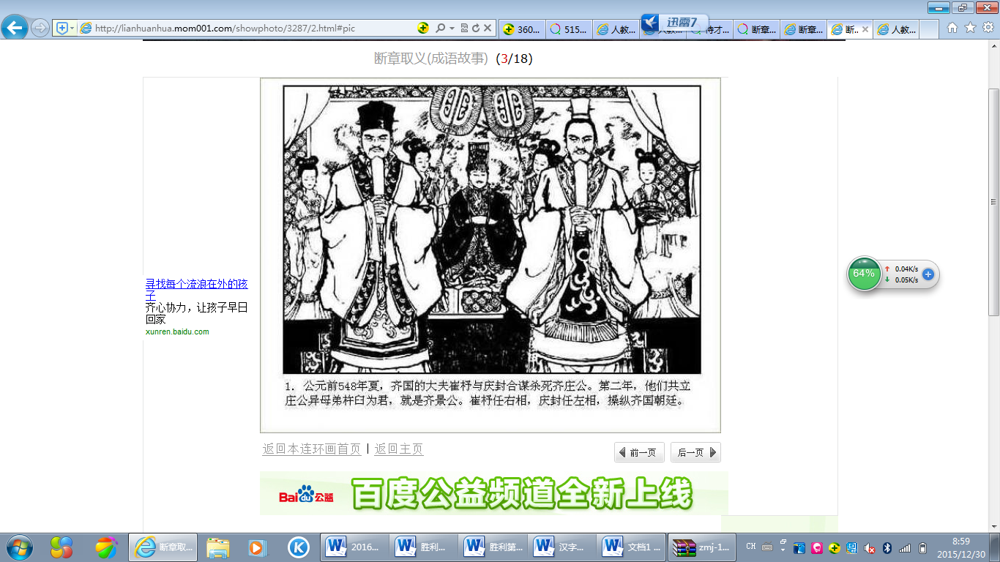 http://lianhuanhua.mom001.com/showphoto/3287/2.html#pic
360...
515...
人教...
迅雷7
断章...
断章...
断...
人教...
断章取义(成语故事) (3/18)
寻找每个流浪在外的孩
子
齐心协力，让孩子早日
回家
xunren.baidu.com
64%
0.04K/s
0.05K/s
1. 公元前548年夏，齐国的大夫崔杼与庆封合谋杀死齐庄公。第二年，他们共立
庄公异母弟杵臼为君，就是齐景公。崔杼任右相，庆封任左相，操纵齐国朝廷。
返回本连环画首页 | 返回主页
前一页
后一页
Bai du 公益
百度公益频道全新上线
断章取...
2016...
胜利...
胜利第...
汉字...
文档1 ...
zmj-1...
CH
8:59
2015/12/30